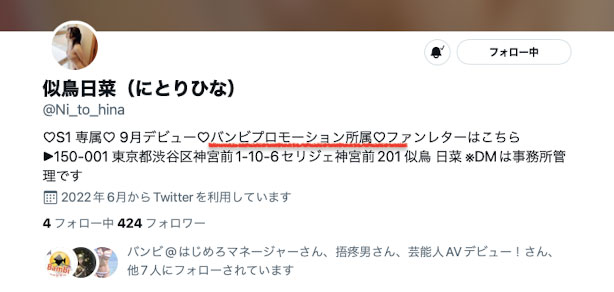 フォロー中
似鳥日菜（にとりひな）
@Ni_to_hina
♡S1 専属♡ 9月デビュー♡バンビプロモーション所属♡ファンレターはこちら
▶150-001 東京都渋谷区神宮前1-10-6セリジェ神宮前201 似鳥 日菜 ※DMは事務所管
理です
2022年6月からTwitterを利用しています
4 フォロー中 424 フォロワー
バンビ@はじめろマネージャーさん、捂疼男さん、芸能人AVデビュー！さん、
他7人にフォローされています
BamBi